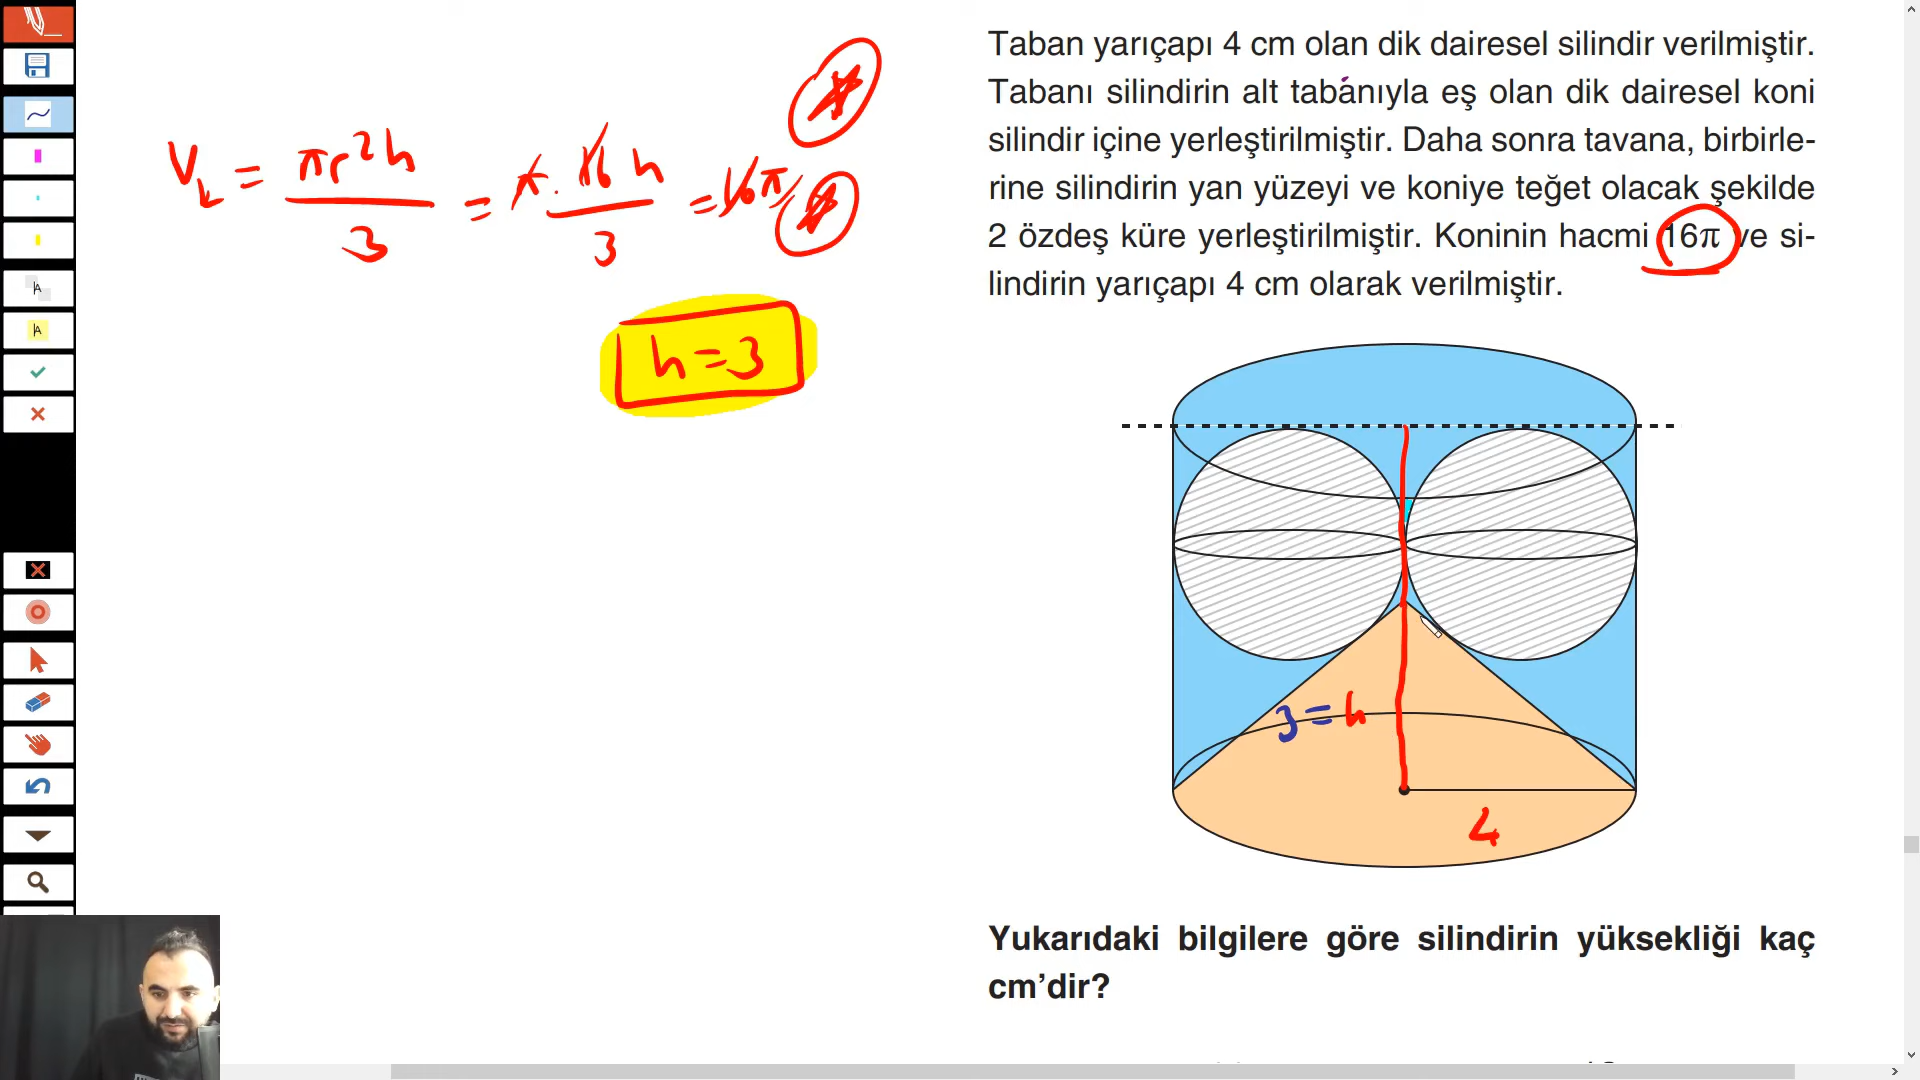 Taban yarıçapı 4 cm olan dik dairesel silindir verilmiştir.
Tabanı silindirin alt tabanıyla eş olan dik dairesel koni
silindir içine yerleştirilmiştir. Daha sonra tavana, birbirle-
rine silindirin yan yüzeyi ve koniye teğet olacak şekilde
2 özdeş küre yerleştirilmiştir. Koninin hacmi 16π ve si-
lindirin yarıçapı 4 cm olarak verilmiştir.
V_k = πr²h / 3 = π · 16 h / 3 = 16π
h = 3
3 = h
4
Yukarıdaki bilgilere göre silindirin yüksekliği kaç
cm’dir?